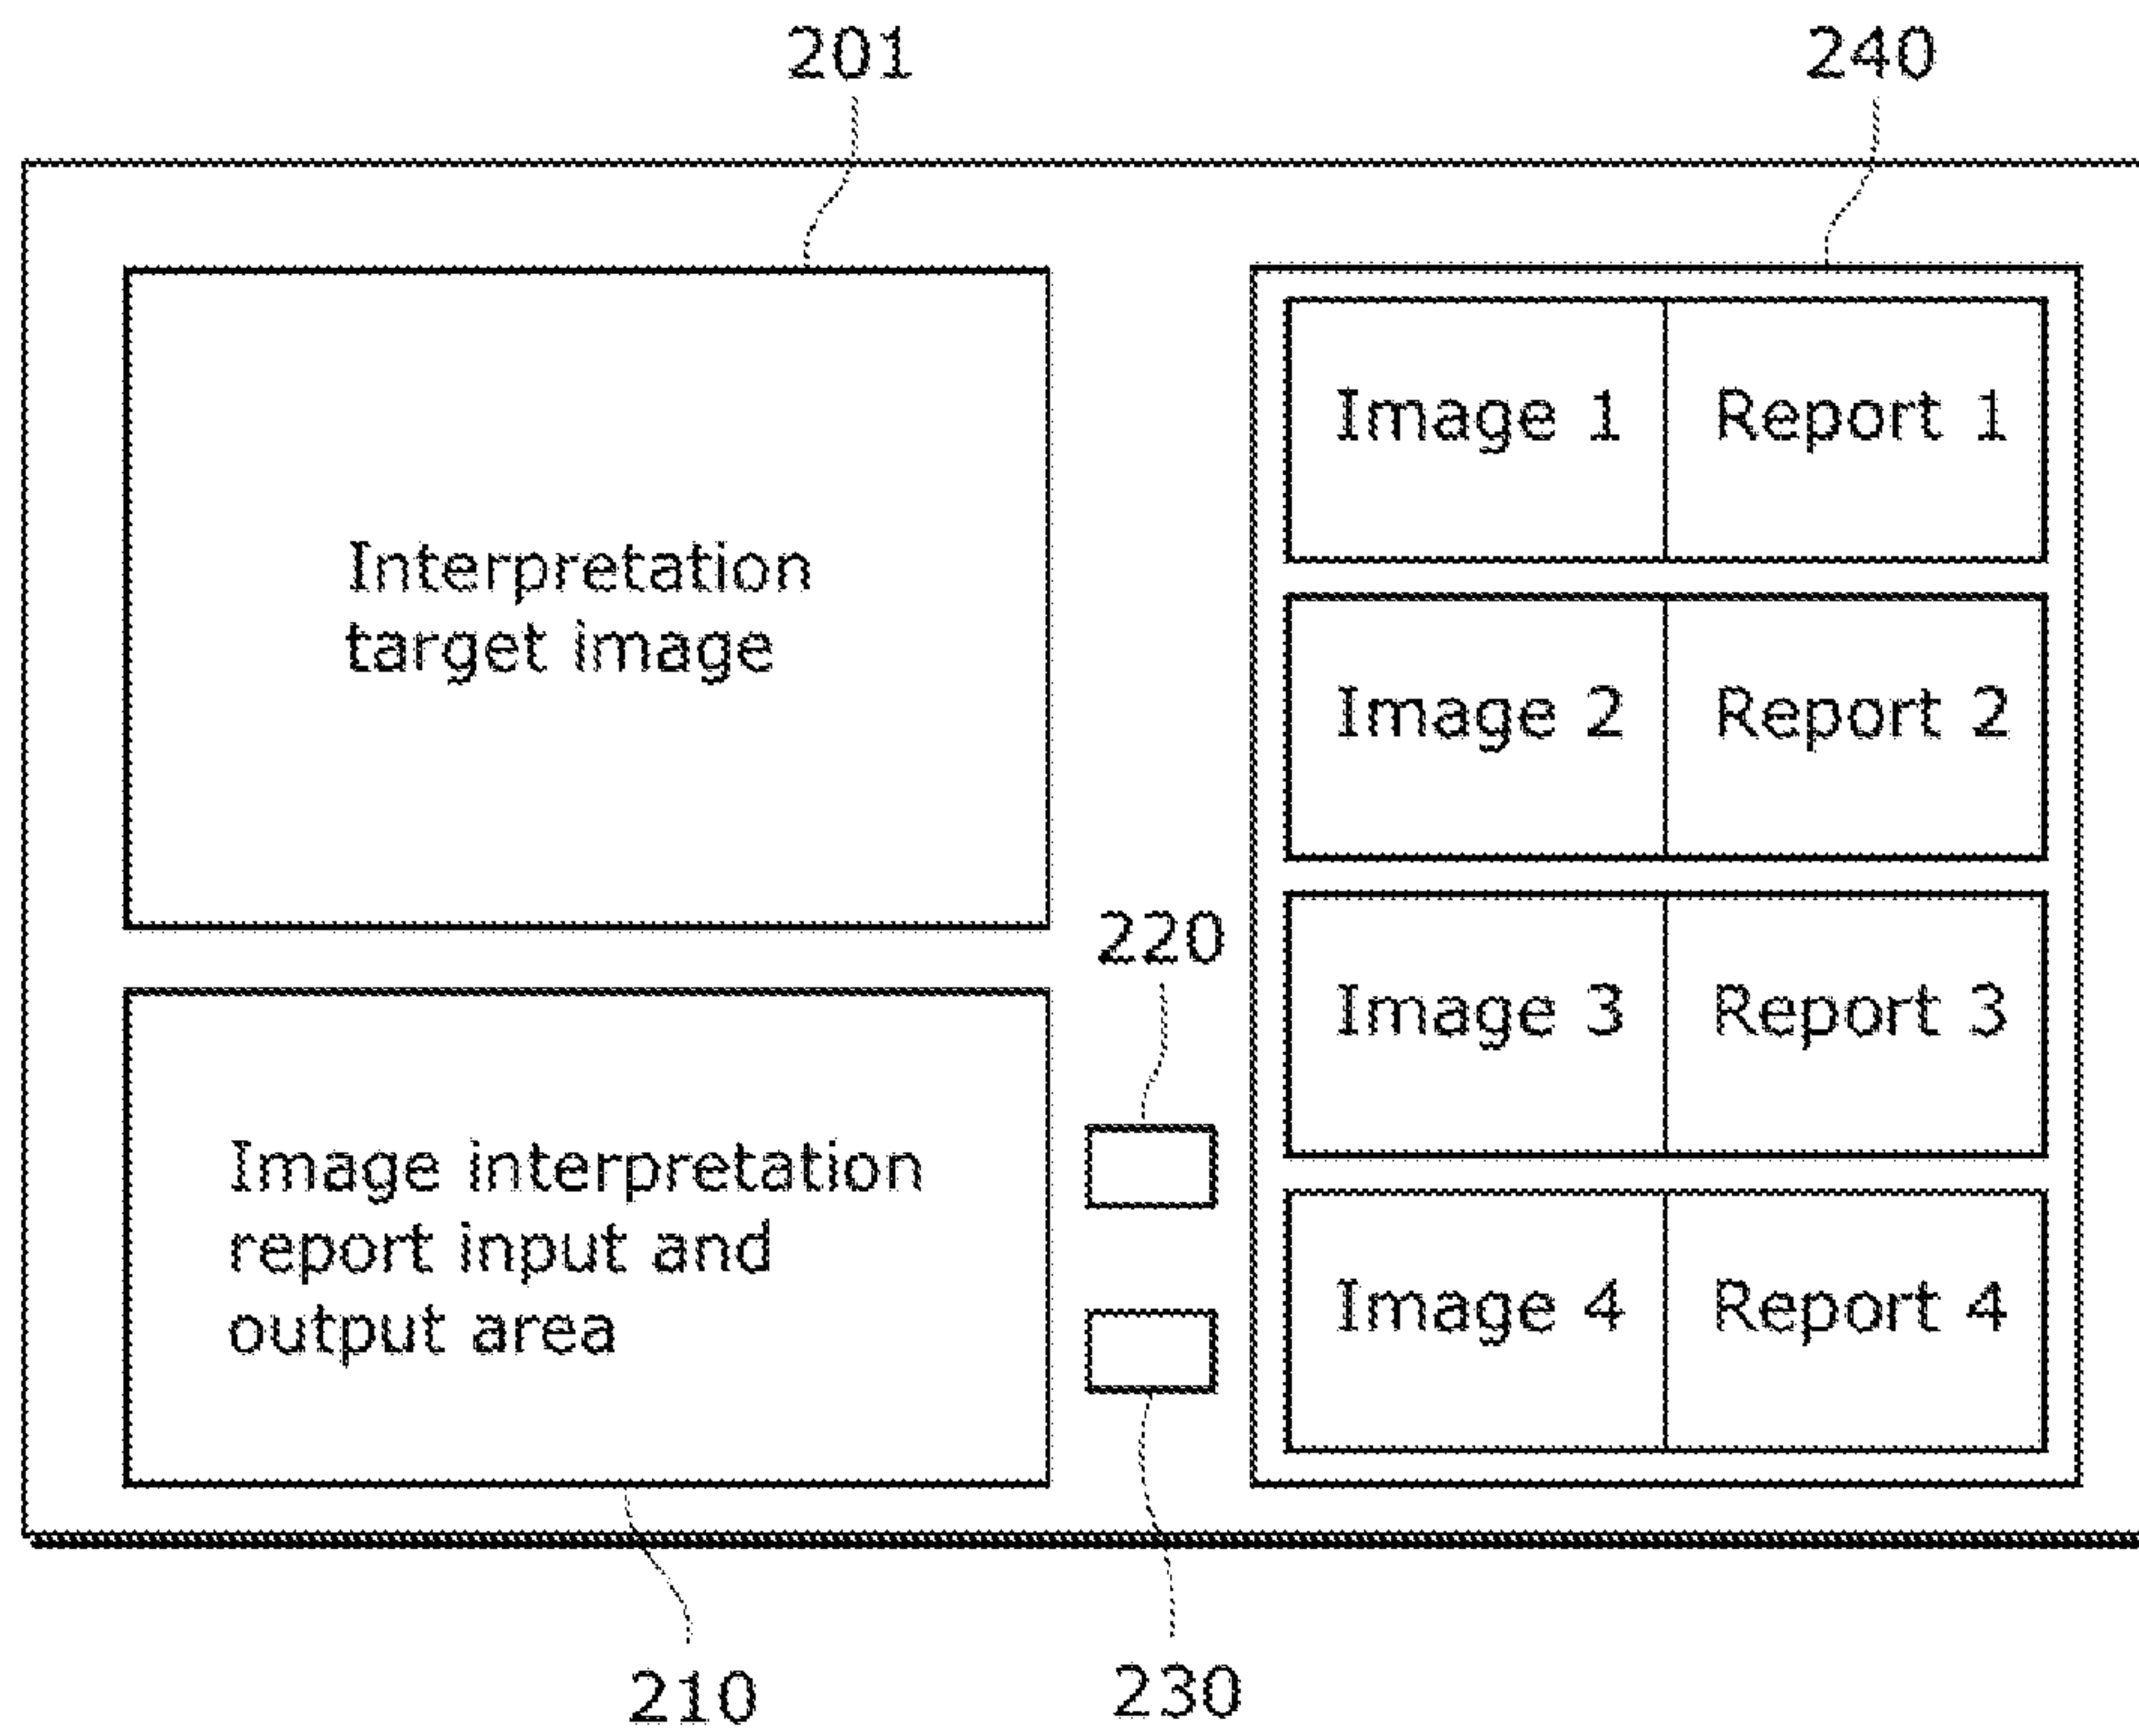 201
240
Interpretation
target image
Image 1
Report 1
Image 2
Report 2
220
Image 3
Report 3
Image interpretation
report input and
output area
Image 4
Report 4
210
230